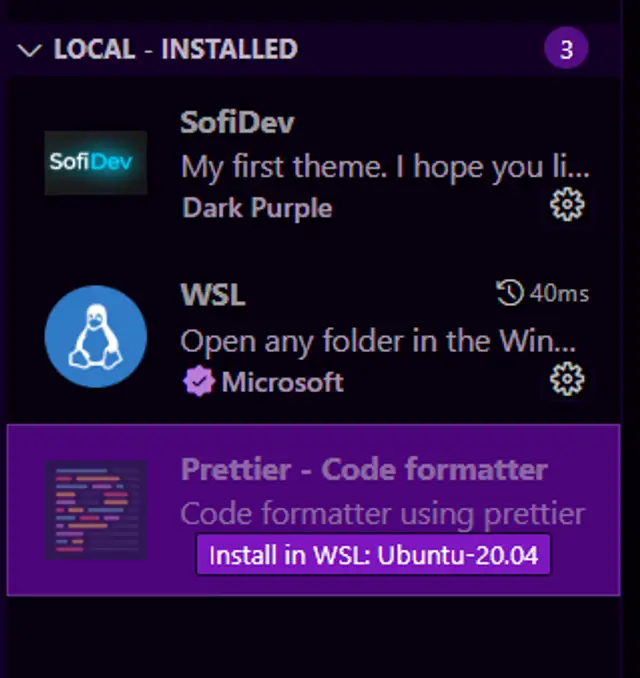 LOCAL - INSTALLED
3
SofiDev
SofiDev
My first theme. I hope you li...
Dark Purple
WSL
40ms
Open any folder in the Win...
Microsoft
Prettier - Code formatter
Code formatter using prettier
Install in WSL: Ubuntu-20.04